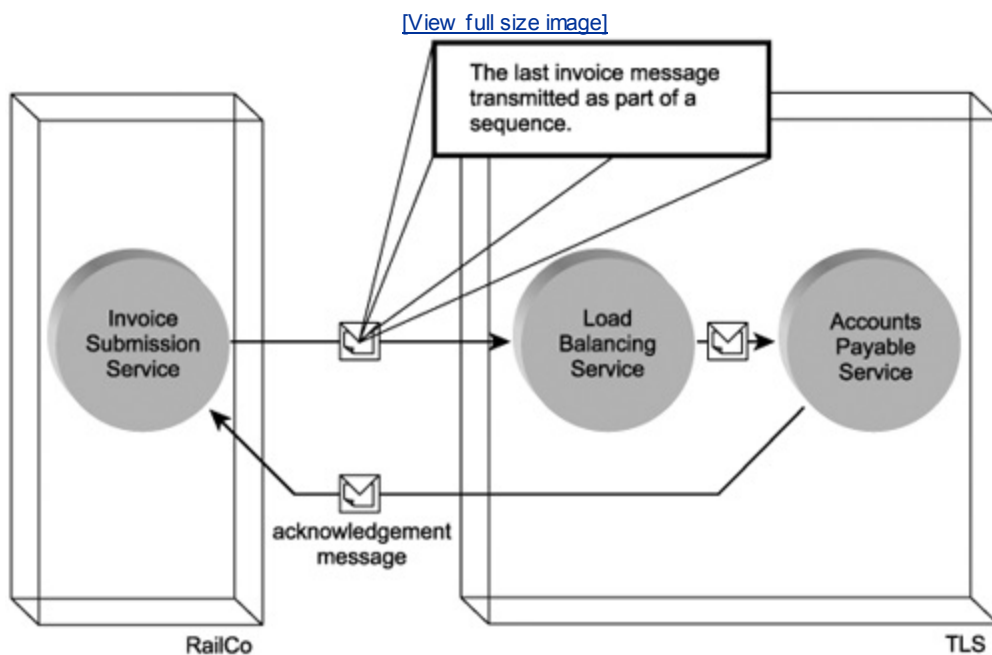 [View full size image]
The last invoice message
transmitted as part of a
sequence.
Invoice
Submission
Service
Load
Balancing
Service
Accounts
Payable
Service
acknowledgement
message
RailCo
TLS